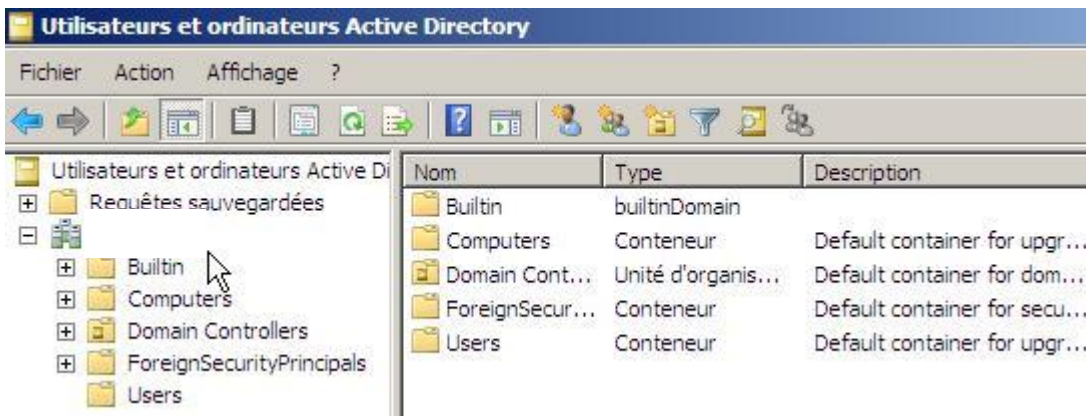 Utilisateurs et ordinateurs Active Directory
Fichier Action Affichage ?
Utilisateurs et ordinateurs Active Di
Requêtes sauvegardées
Builtin
Computers
Domain Controllers
ForeignSecurityPrincipals
Users
Nom Type Description
Builtin builtinDomain
Computers Conteneur Default container for upgr...
Domain Cont... Unité d'organis... Default container for dom...
ForeignSecur... Conteneur Default container for secu...
Users Conteneur Default container for upgr...